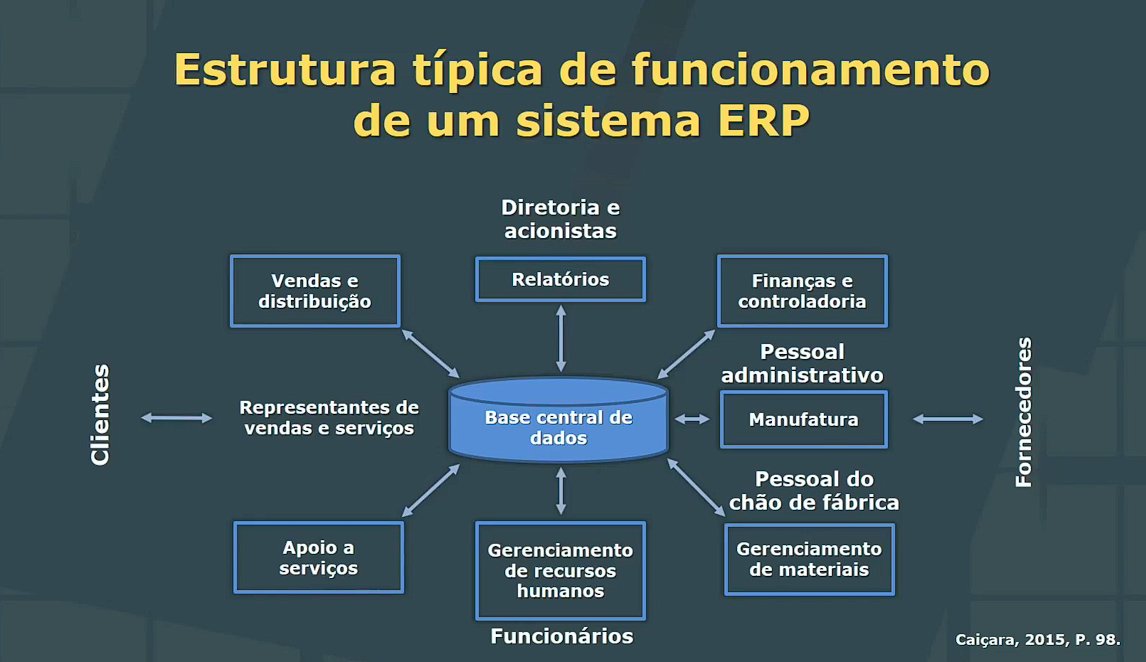 Estrutura típica de funcionamento
de um sistema ERP
Diretoria e
acionistas
Vendas e
distribuição
Relatórios
Finanças e
controladoria
Pessoal
administrativo
Clientes
Representantes de
vendas e serviços
Base central de
dados
Manufatura
Fornecedores
Pessoal do
chão de fábrica
Apoio a
serviços
Gerenciamento
de recursos
humanos
Gerenciamento
de materiais
Funcionários
Caiçara, 2015, P. 98.